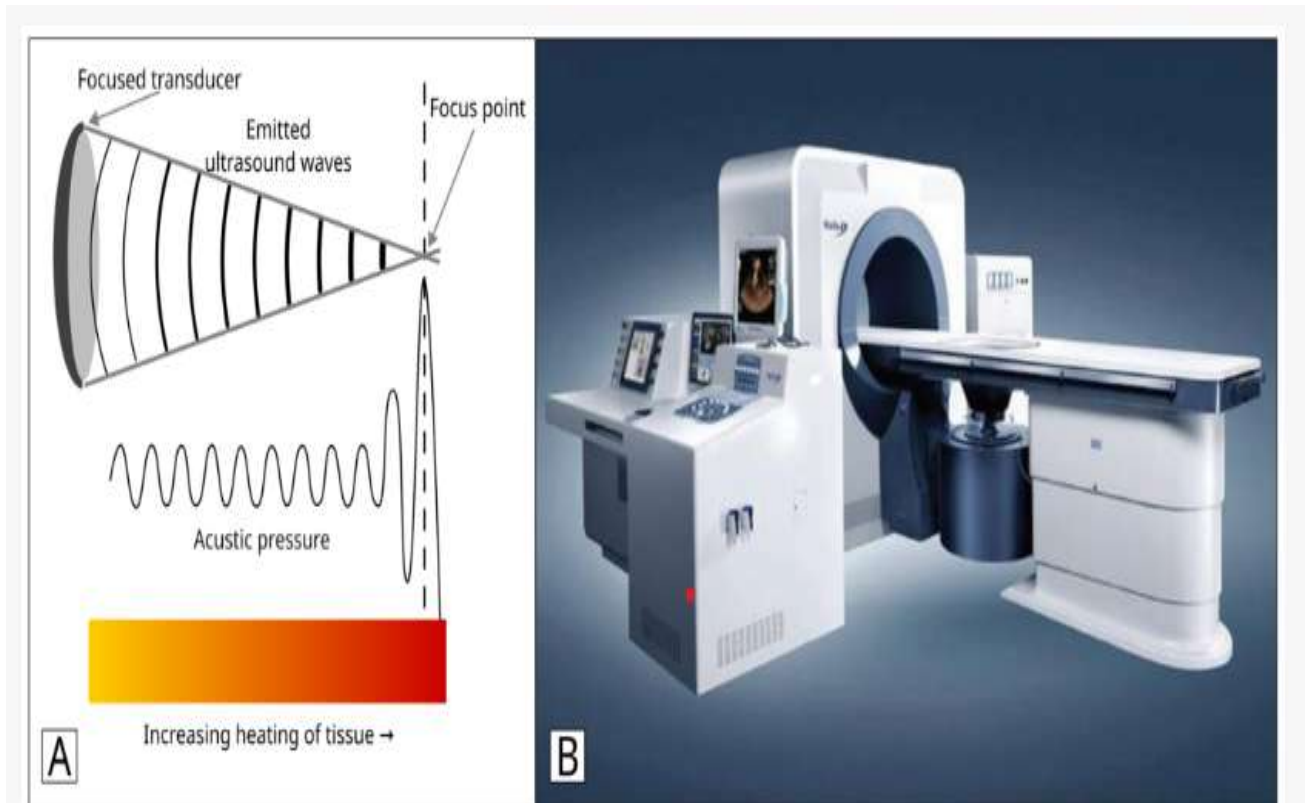 Focused transducer
Focus point
Emitted
ultrasound waves
Acustic pressure
Increasing heating of tissue →
A
B